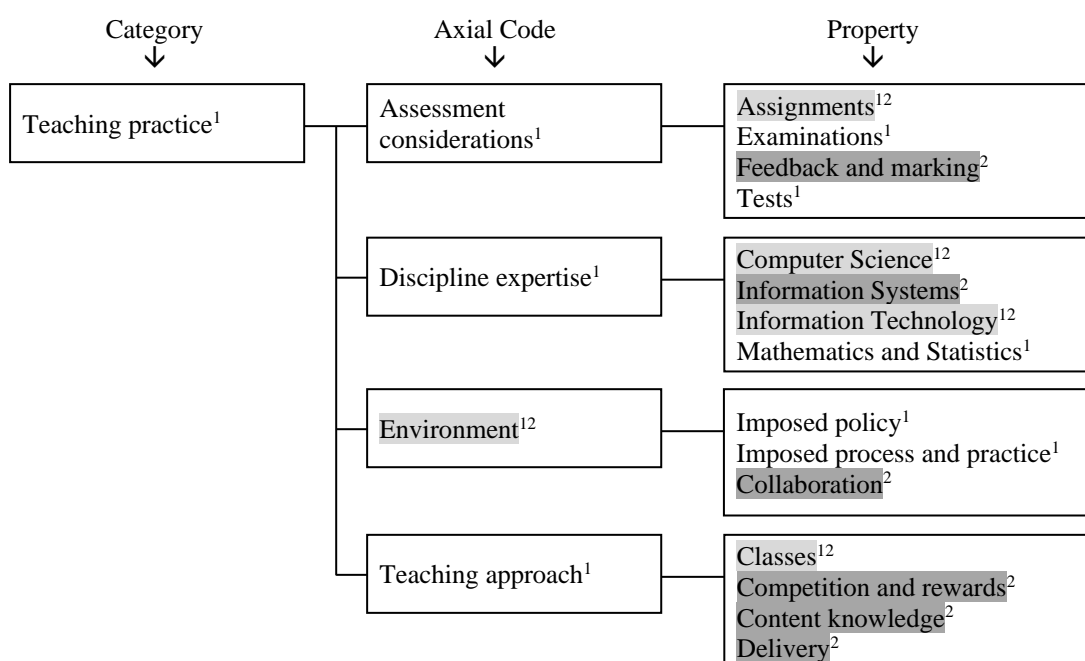 Category Axial Code Property
↓ ↓ ↓
Teaching practice¹
Assessment
considerations¹
Assignments¹²
Examinations¹
Feedback and marking²
Tests¹
Discipline expertise¹
Computer Science¹²
Information Systems²
Information Technology¹²
Mathematics and Statistics¹
Environment¹²
Imposed policy¹
Imposed process and practice¹
Collaboration²
Teaching approach¹
Classes¹²
Competition and rewards²
Content knowledge²
Delivery²